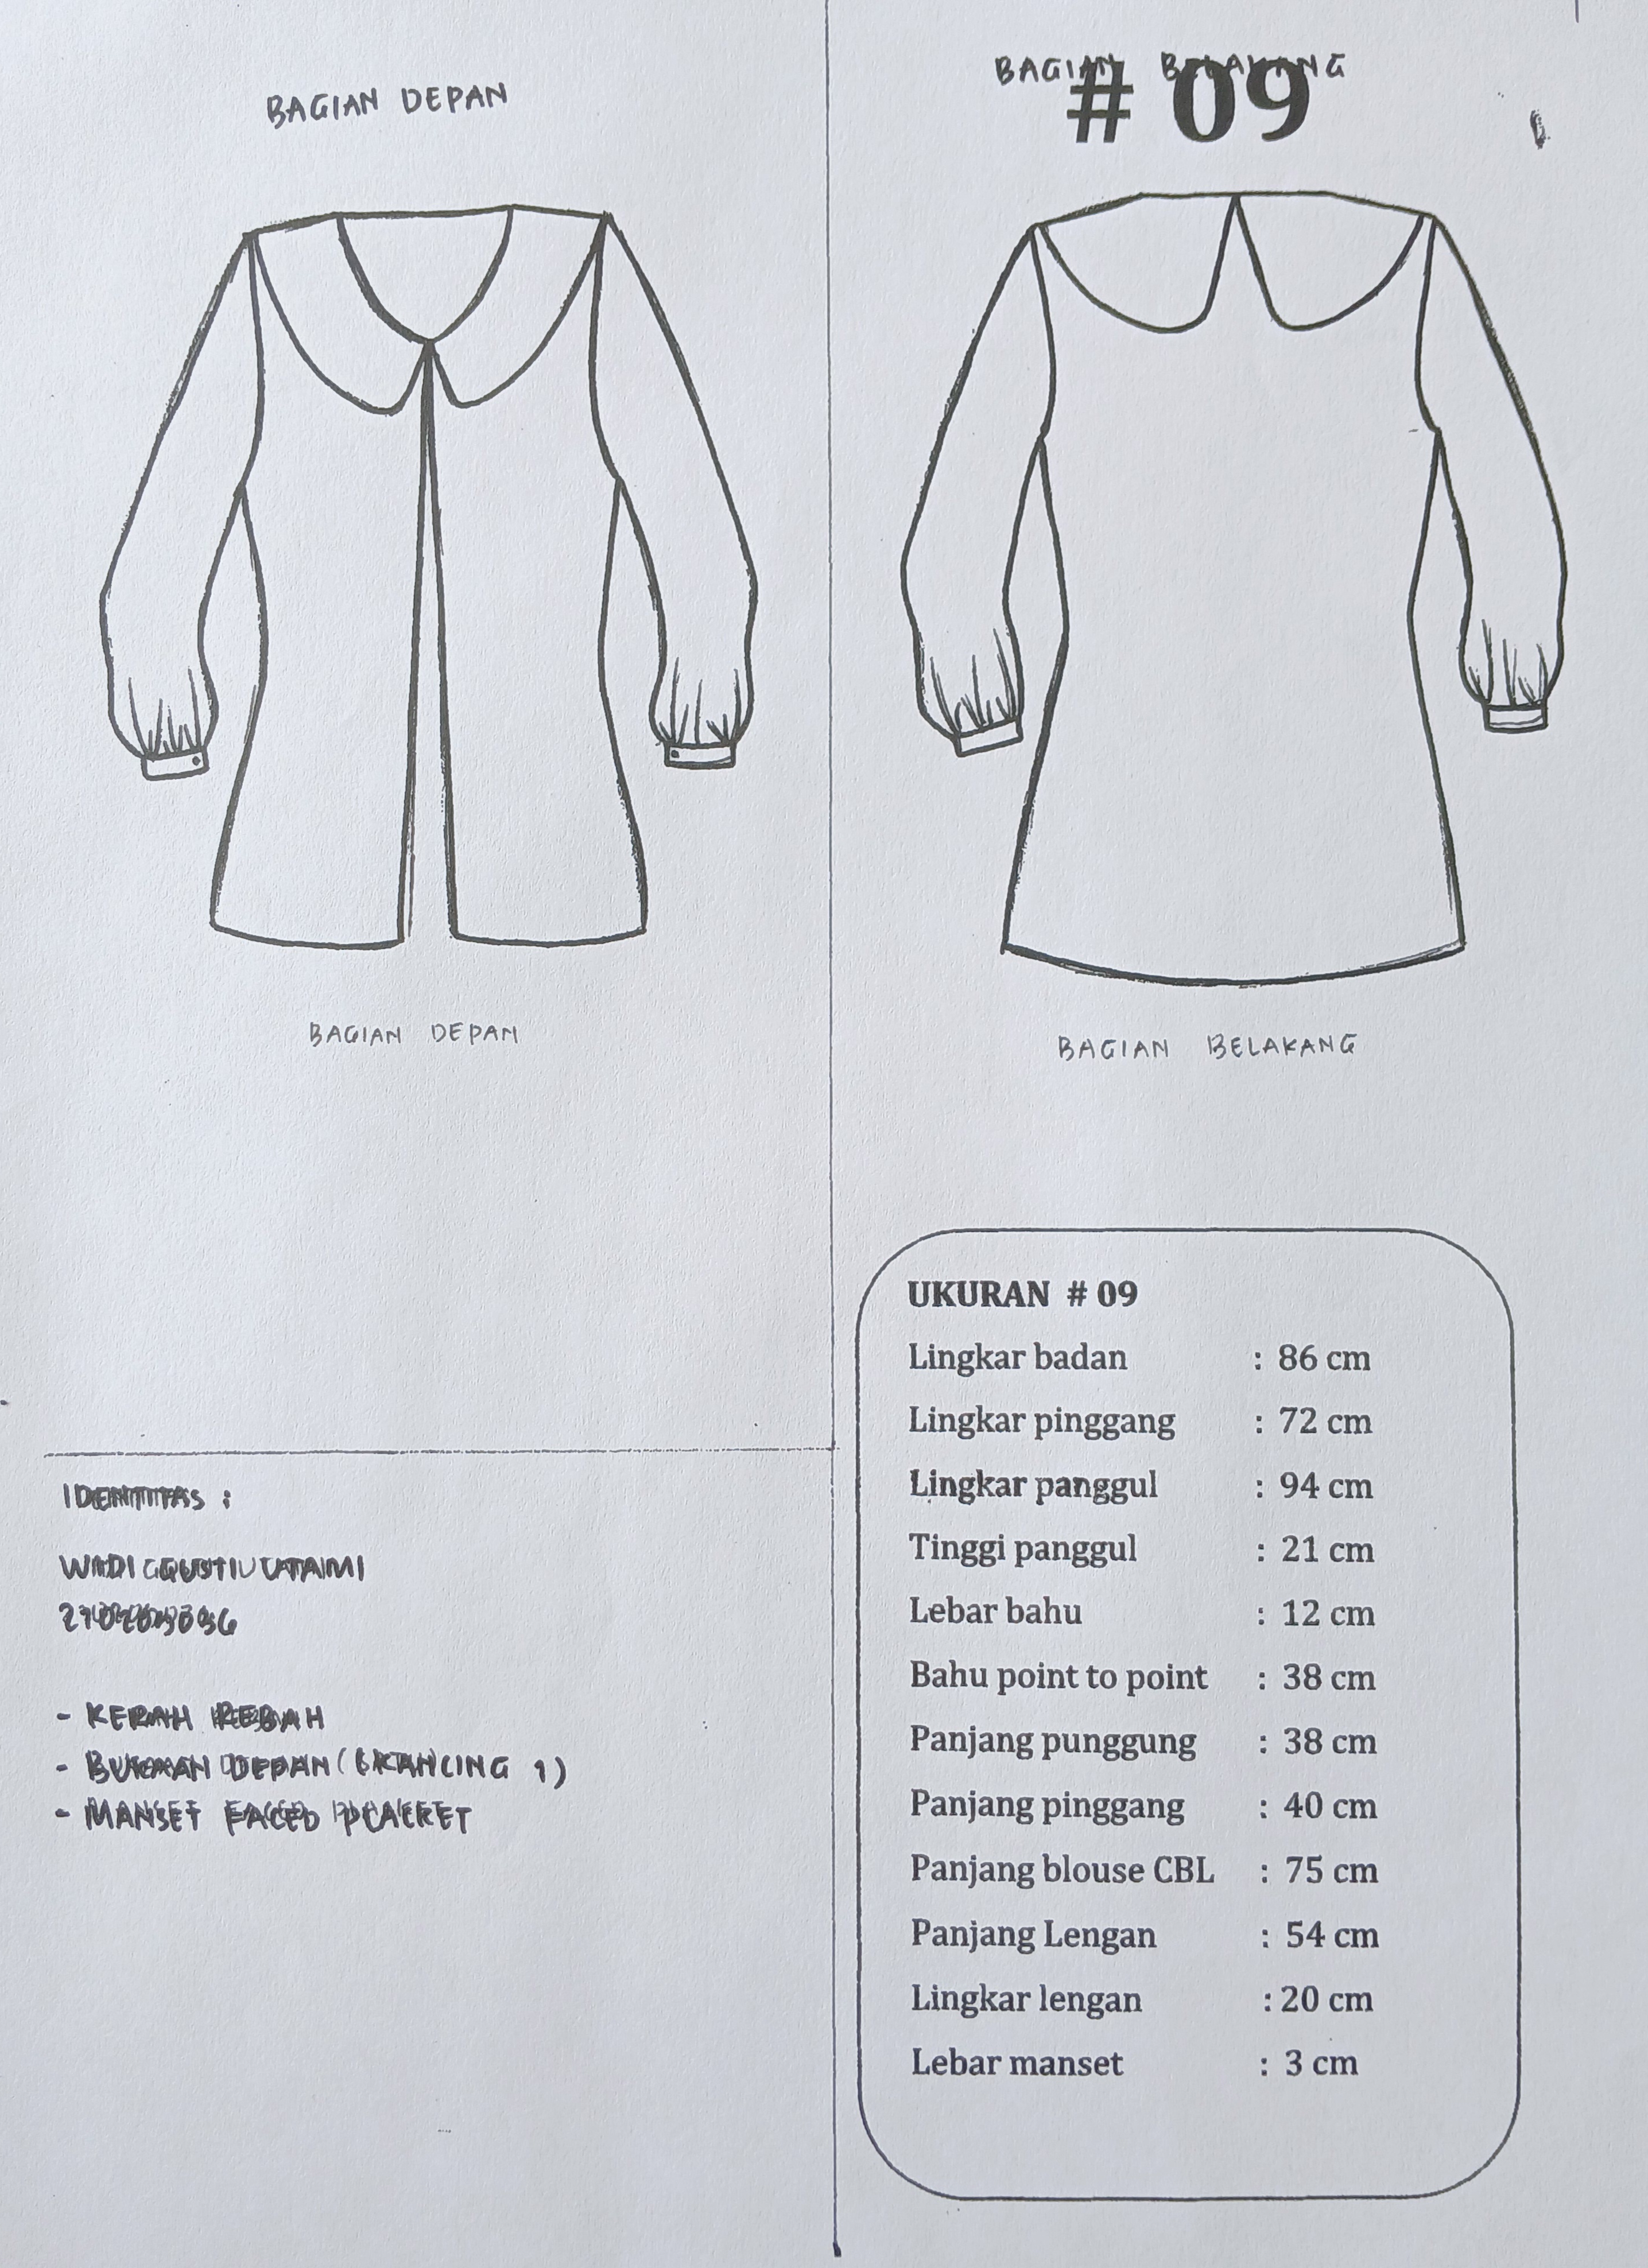 BAGIAN DEPAN
BAGIAN BELAKANG
# 09
BAGIAN DEPAN
BAGIAN BELAKANG
UKURAN # 09
Lingkar badan : 86 cm
Lingkar pinggang : 72 cm
Lingkar panggul : 94 cm
Tinggi panggul : 21 cm
Lebar bahu : 12 cm
Bahu point to point : 38 cm
Panjang punggung : 38 cm
Panjang pinggang : 40 cm
Panjang blouse CBL : 75 cm
Panjang Lengan : 54 cm
Lingkar lengan : 20 cm
Lebar manset : 3 cm
IDENTITAS :
UTAMI
- KERAH REBAH
- BUKAAN DEPAN (KANCING 1)
- MANSET FACED PLACKET